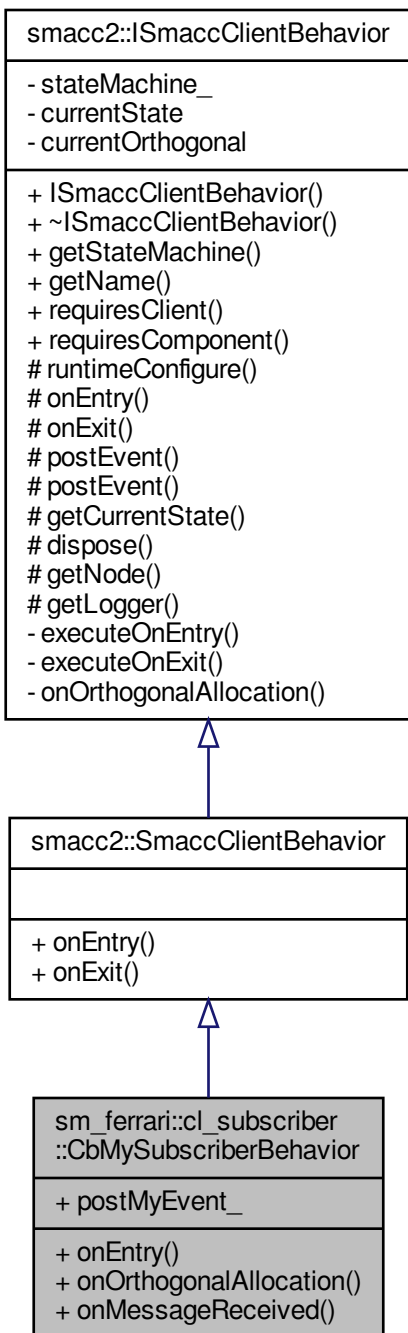 smacc2::ISmaccClientBehavior
- stateMachine_
- currentState
- currentOrthogonal
+ ISmaccClientBehavior()
+ ~ISmaccClientBehavior()
+ getStateMachine()
+ getName()
+ requiresClient()
+ requiresComponent()
# runtimeConfigure()
# onEntry()
# onExit()
# postEvent()
# postEvent()
# getCurrentState()
# dispose()
# getNode()
# getLogger()
- executeOnEntry()
- executeOnExit()
- onOrthogonalAllocation()
smacc2::SmaccClientBehavior
+ onEntry()
+ onExit()
sm_ferrari::cl_subscriber
::CbMySubscriberBehavior
+ postMyEvent_
+ onEntry()
+ onOrthogonalAllocation()
+ onMessageReceived()